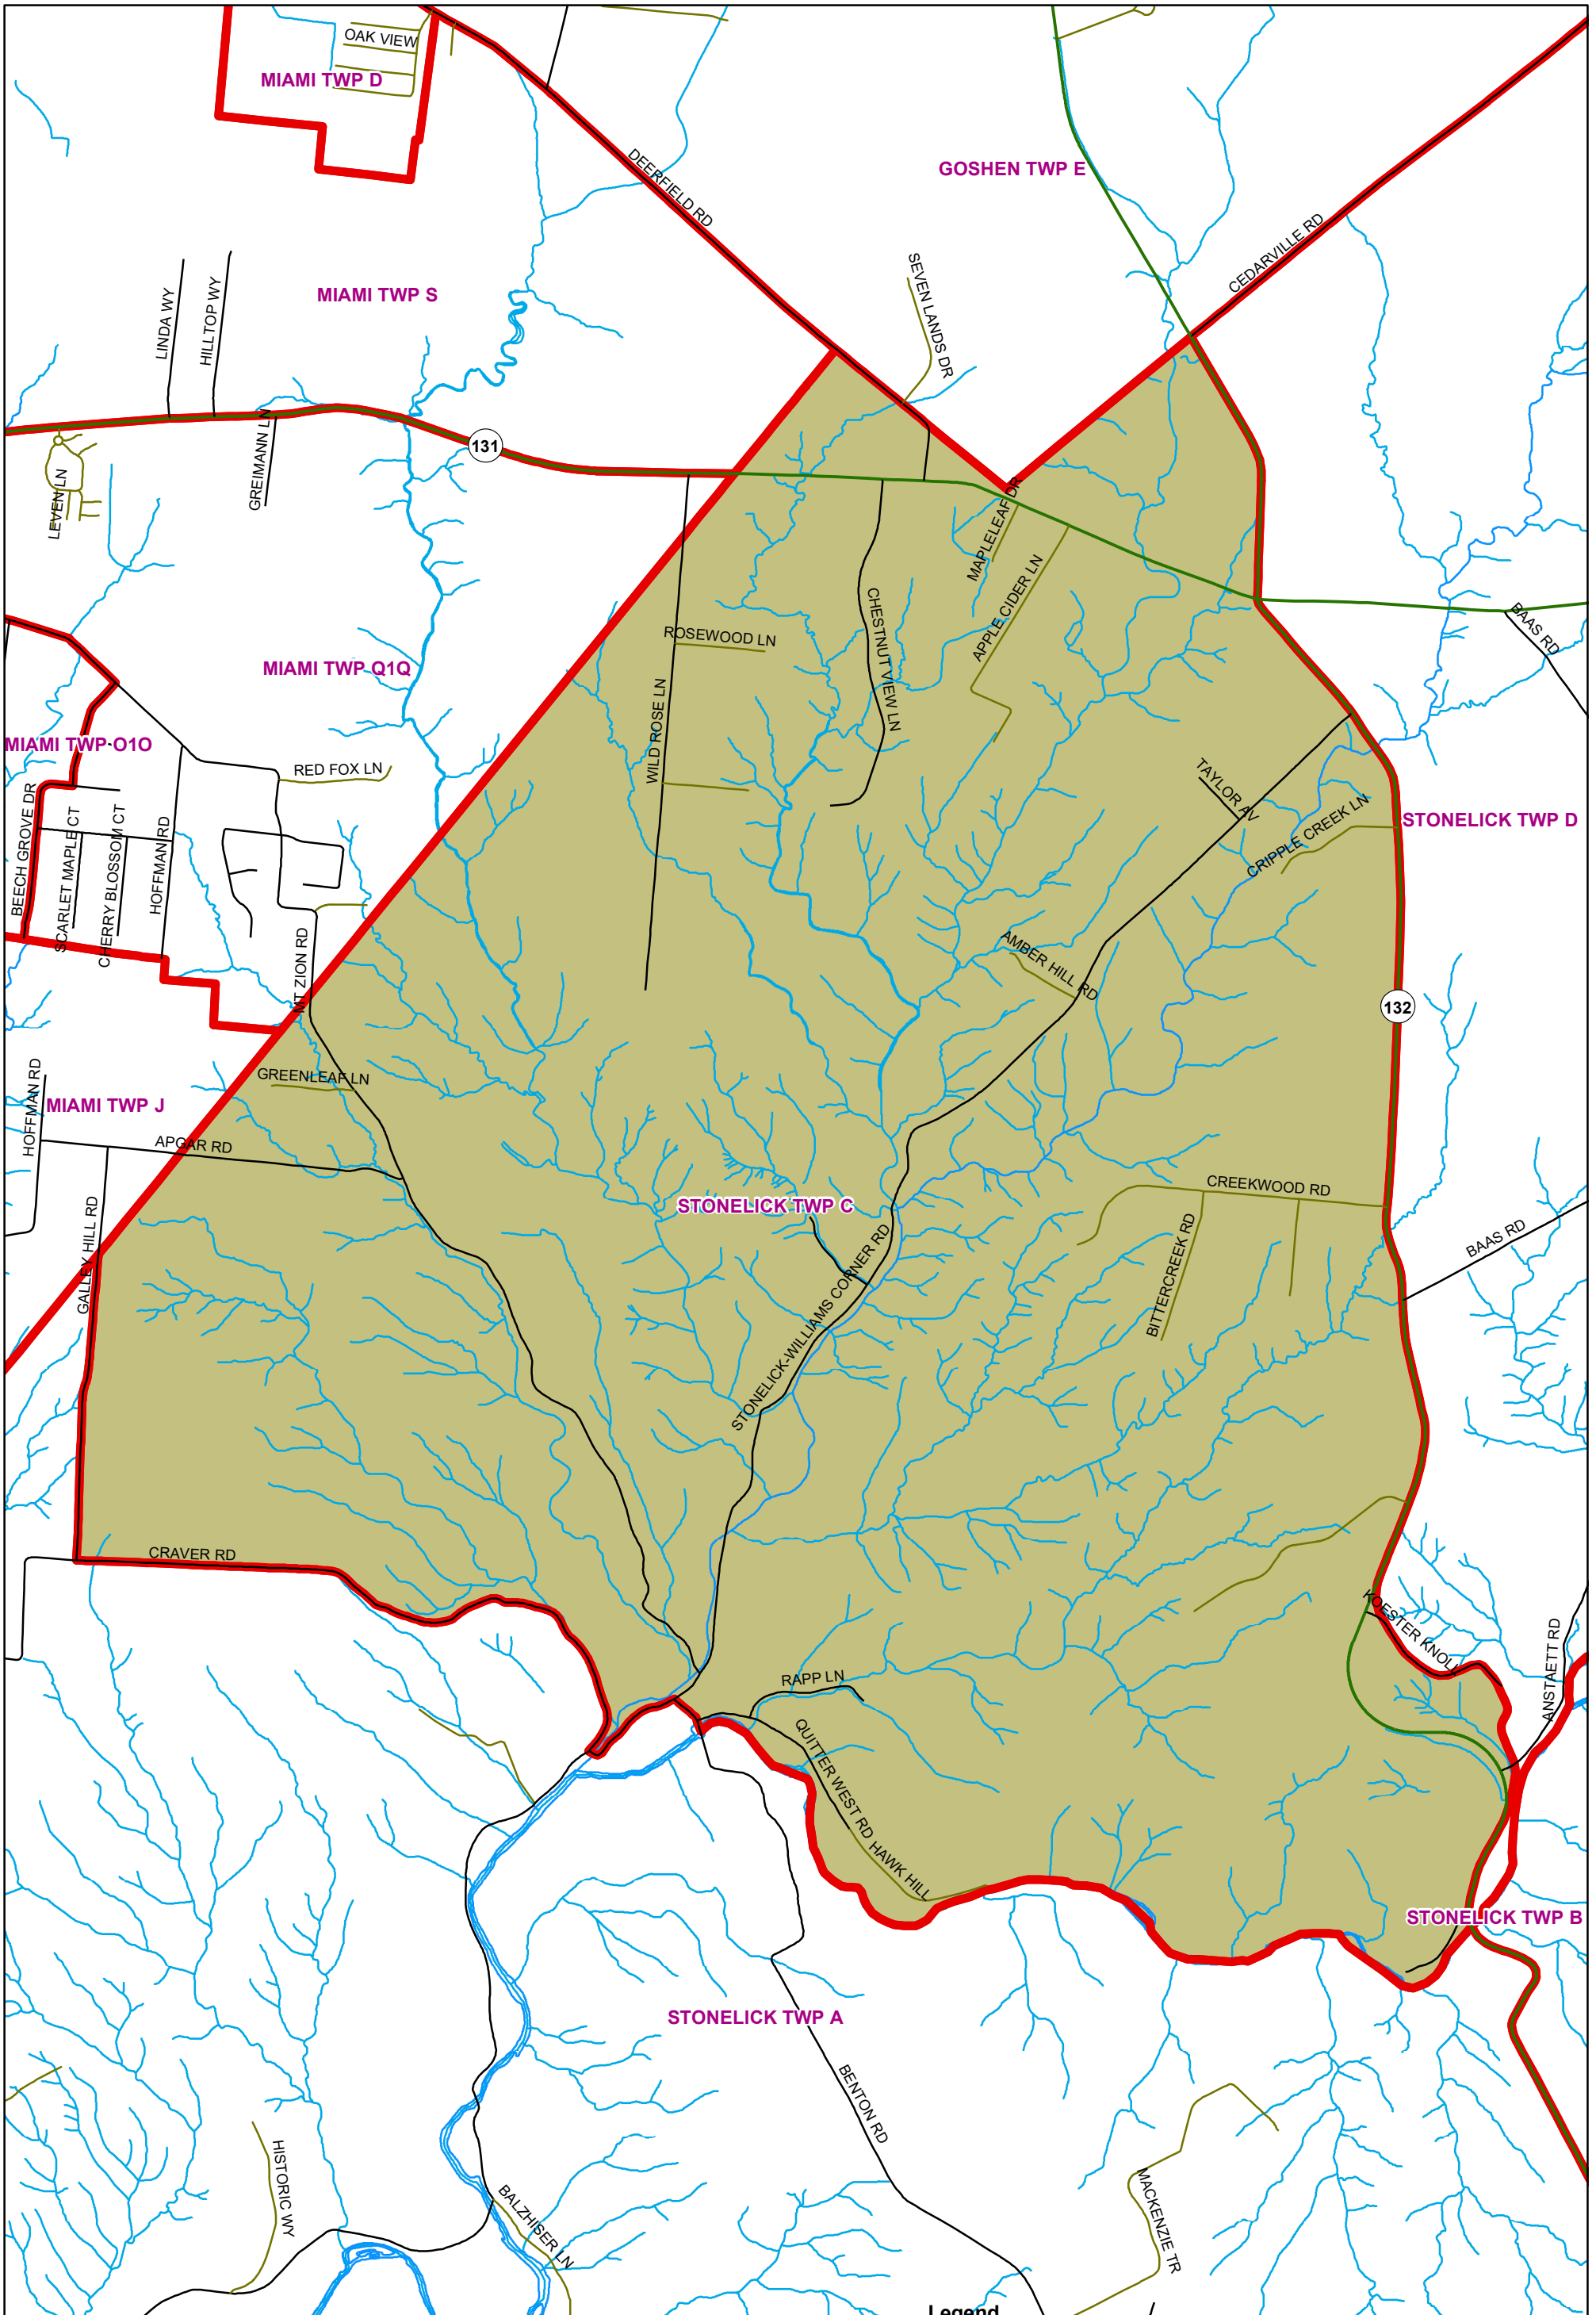 OAK VIEW
MIAMI TWP D
DEERFIELD RD
GOSHEN TWP E
CEDARVILLE RD
SEVEN LANDS DR
LINDA WY
HILLTOP WY
MIAMI TWP S
131
GREIMANN LN
LEVEN LN
MAPLELEAF DR
APPLE CIDER LN
CHESTNUT VIEW LN
ROSEWOOD LN
WILD ROSE LN
BAAS RD
MIAMI TWP Q1Q
MIAMI TWP O1O
RED FOX LN
BEECH GROVE DR
SCARLET MAPLE CT
CHERRY BLOSSOM CT
HOFFMAN RD
MT ZION RD
TAYLOR AV
CRIPPLE CREEK LN
STONELICK TWP D
AMBER HILL RD
132
GREENLEAF LN
HOFFMAN RD
MIAMI TWP J
APGAR RD
GALLEY HILL RD
STONELICK TWP C
CREEKWOOD RD
BITTERCREEK RD
BAAS RD
STONELICK-WILLIAMS CORNER RD
CRAVER RD
KOESTER KNOLL
ANSTAETT RD
RAPP LN
QUITTER WEST RD
HAWK HILL
STONELICK TWP B
STONELICK TWP A
BENTON RD
HISTORIC WY
BALZHISER LN
MACKENZIE TR
Legend